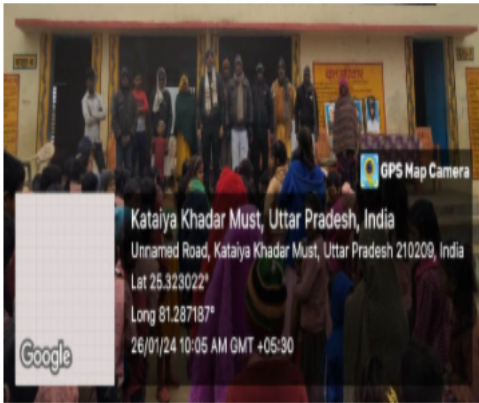 GPS Map Camera
Kataiya Khadar Must, Uttar Pradesh, India
Unnamed Road, Kataiya Khadar Must, Uttar Pradesh 210209, India
Lat 25.323022°
Long 81.287187°
26/01/24 10:05 AM GMT +05:30
Google